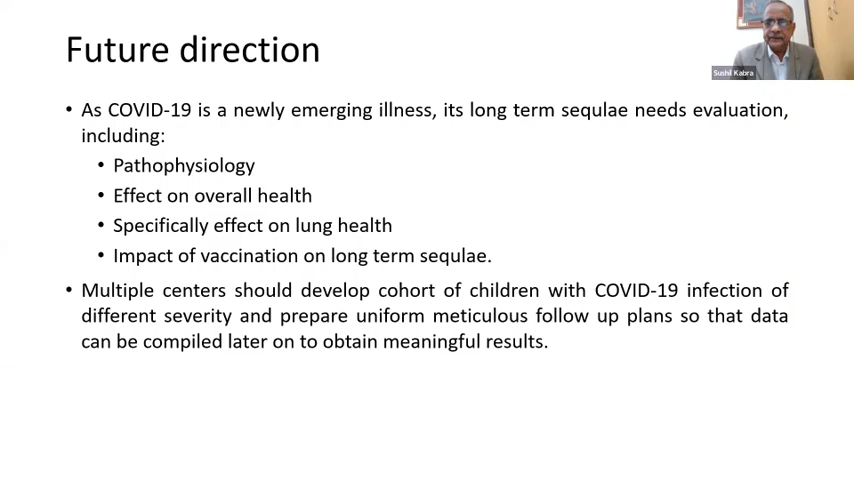 Future direction
Sushil Kabra
• As COVID-19 is a newly emerging illness, its long term sequlae needs evaluation,
including:
• Pathophysiology
• Effect on overall health
• Specifically effect on lung health
• Impact of vaccination on long term sequlae.
• Multiple centers should develop cohort of children with COVID-19 infection of
different severity and prepare uniform meticulous follow up plans so that data
can be compiled later on to obtain meaningful results.